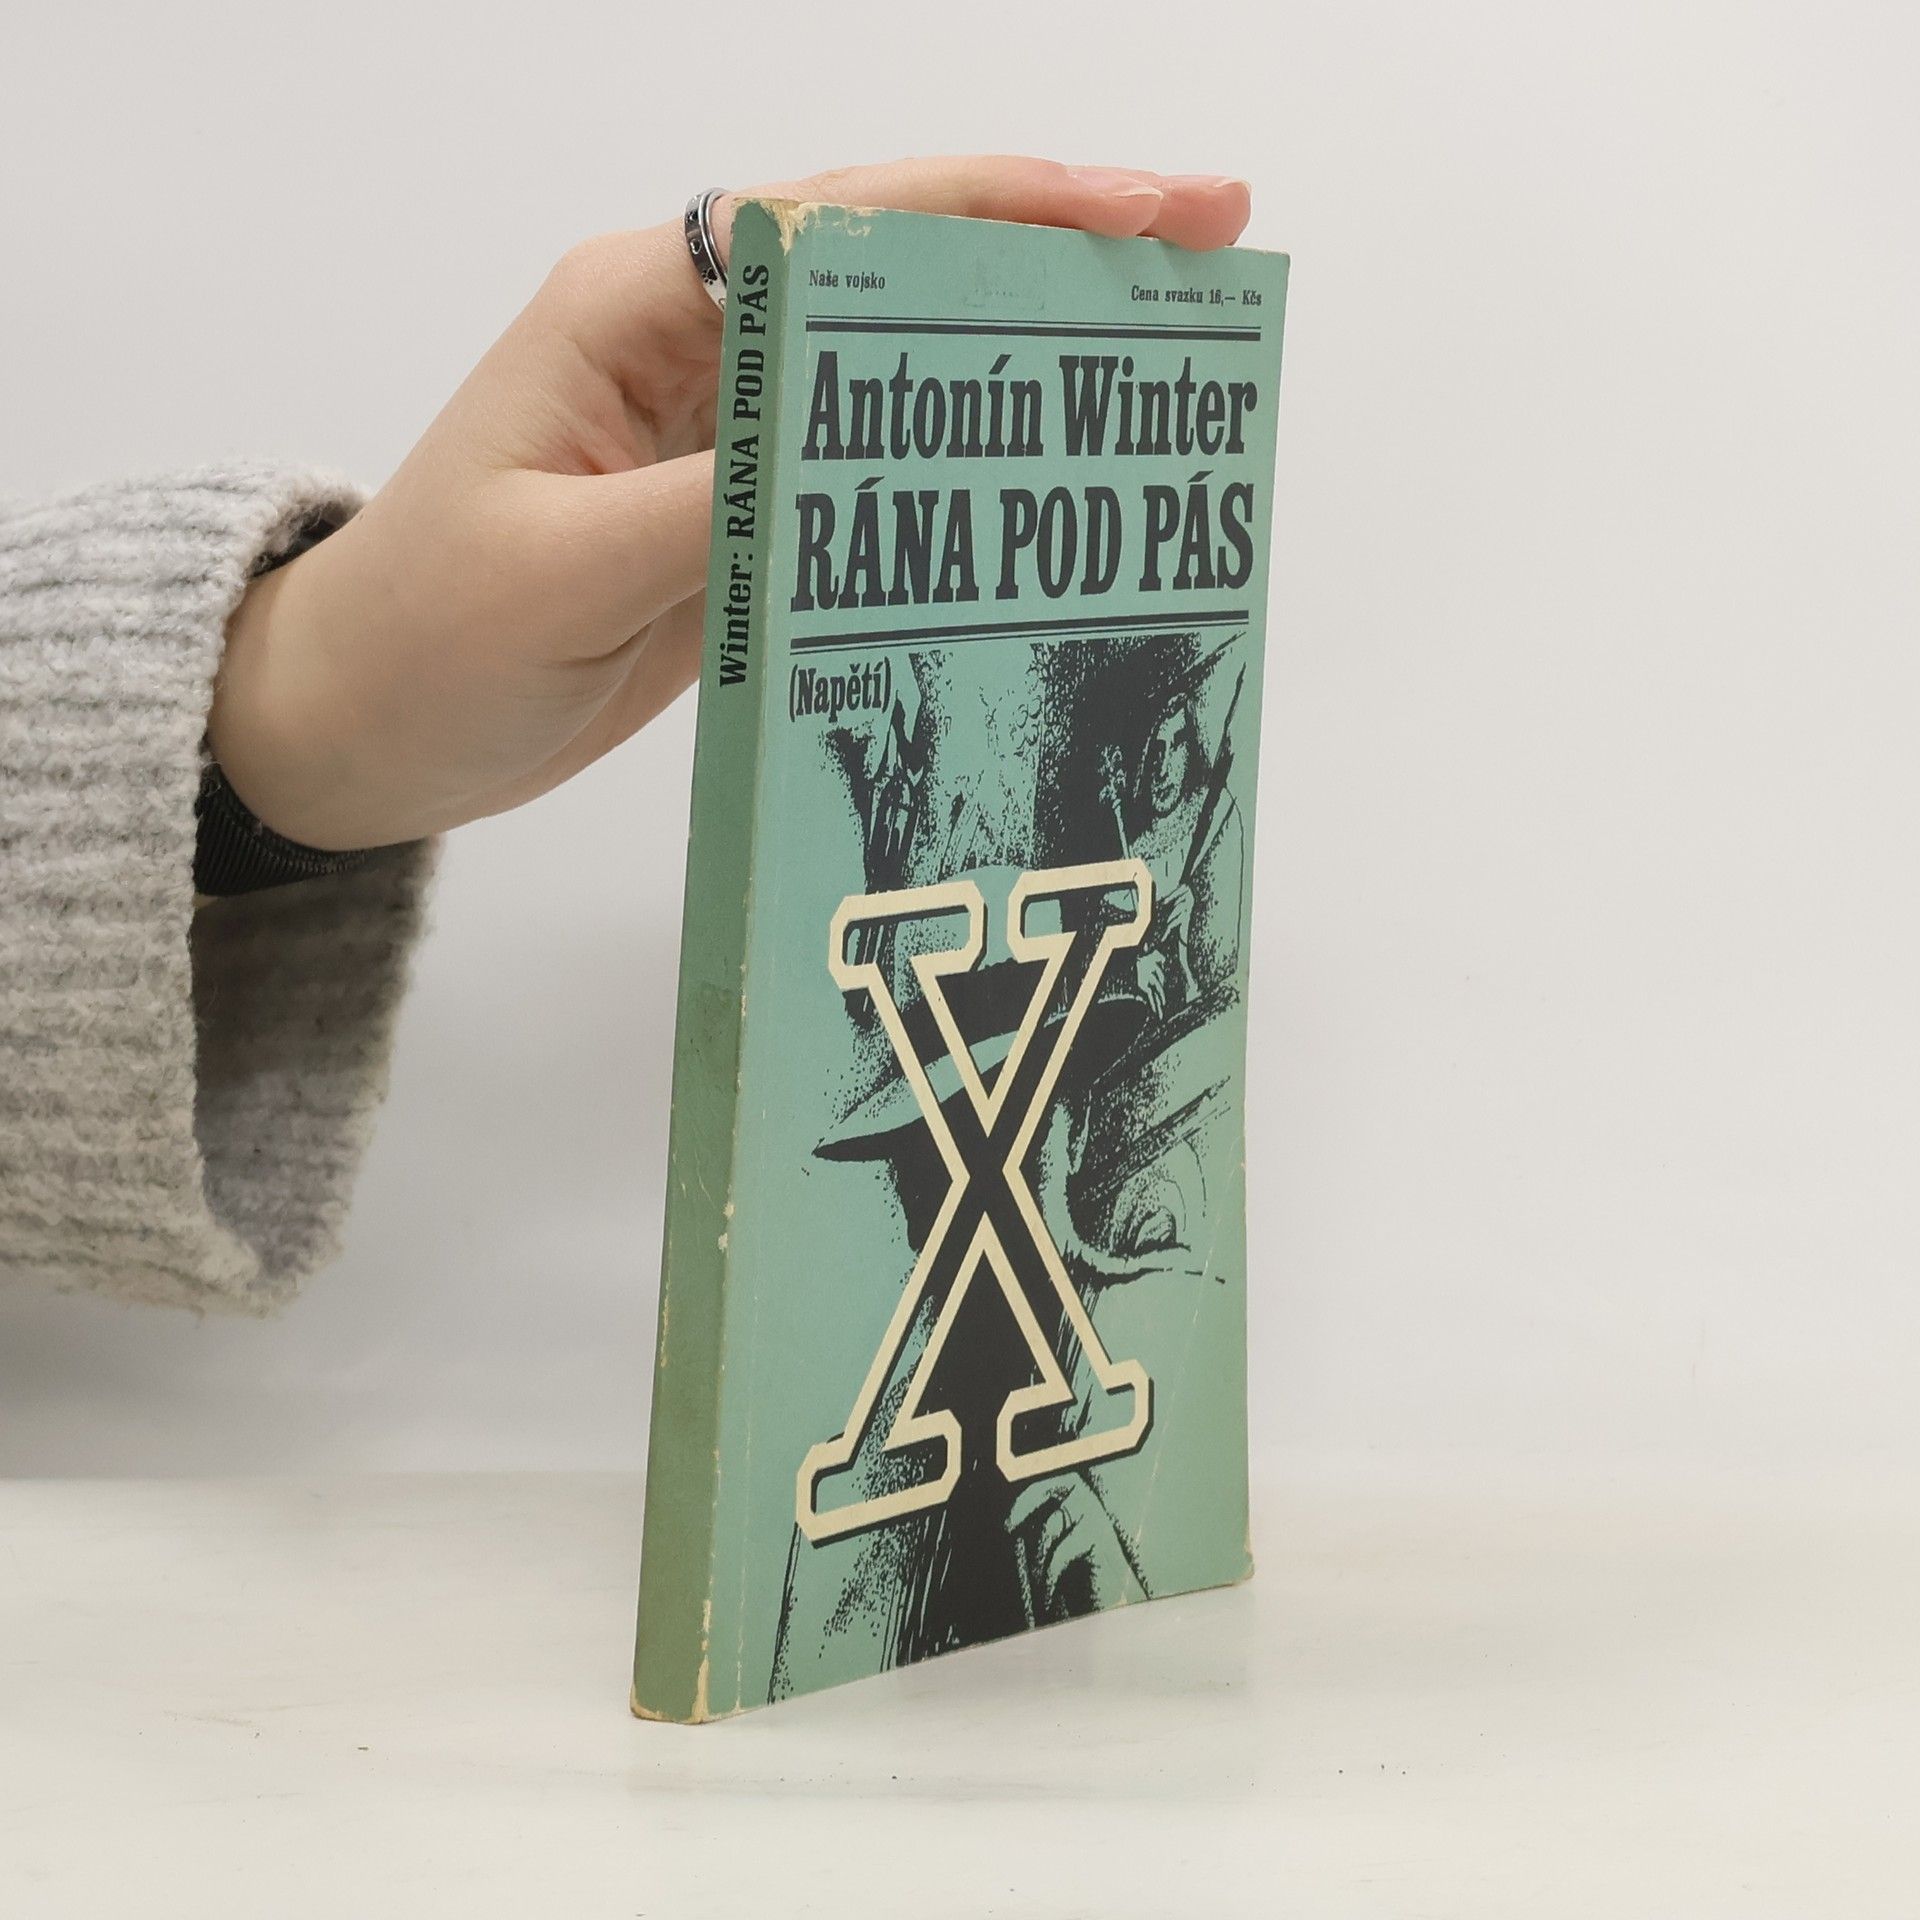 Winter: RÁNA POD PÁS
Naše vojsko
Cena svazku 16,— Kčs
Antonín Winter
RÁNA POD PÁS
(Napětí)
X